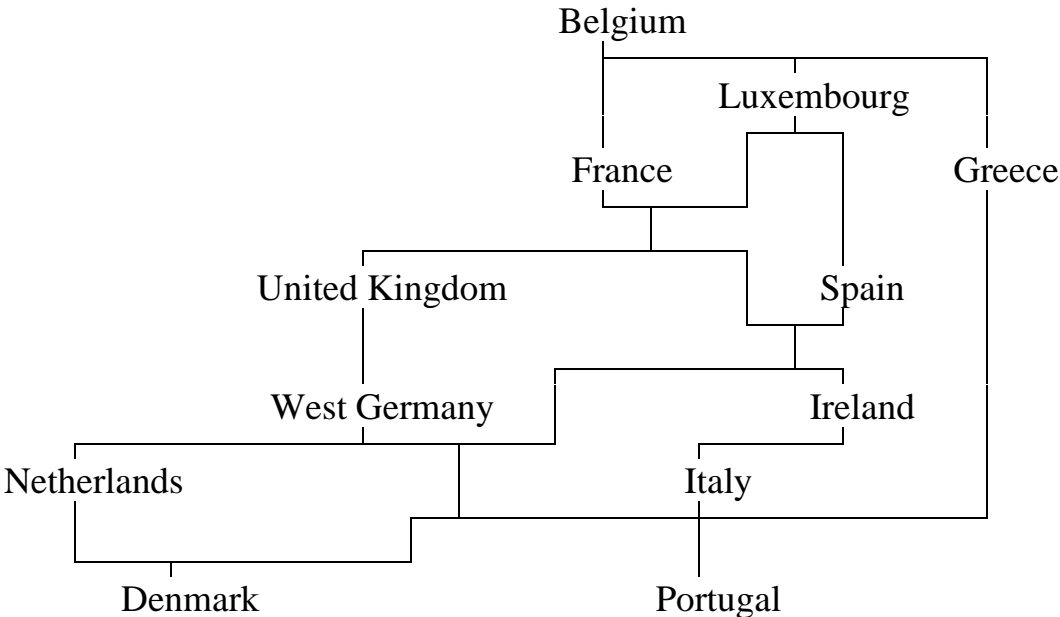 Belgium
Luxembourg
France
Greece
United Kingdom
Spain
West Germany
Ireland
Netherlands
Italy
Denmark
Portugal